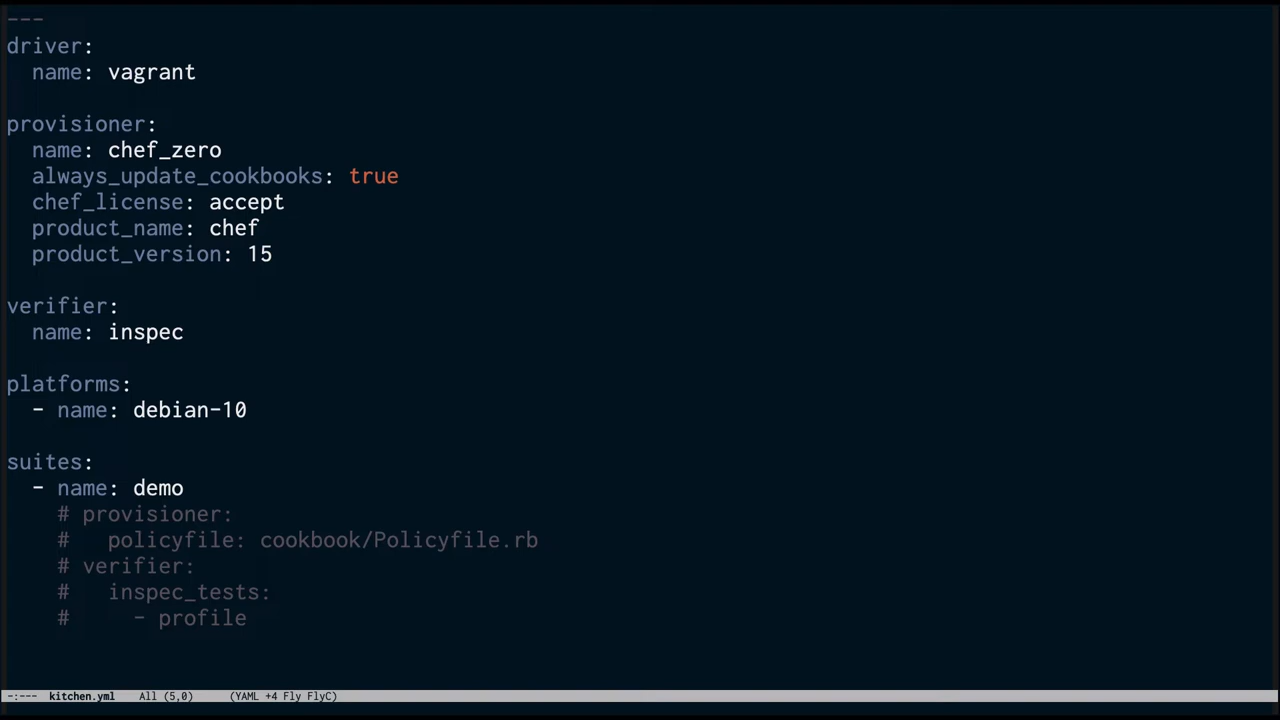 ---
driver:
  name: vagrant

provisioner:
  name: chef_zero
  always_update_cookbooks: true
  chef_license: accept
  product_name: chef
  product_version: 15

verifier:
  name: inspec

platforms:
  - name: debian-10

suites:
  - name: demo
    # provisioner:
    #   policyfile: cookbook/Policyfile.rb
    # verifier:
    #   inspec_tests:
    #     - profile
-:---  kitchen.yml   All (5,0)     (YAML +4 Fly FlyC)